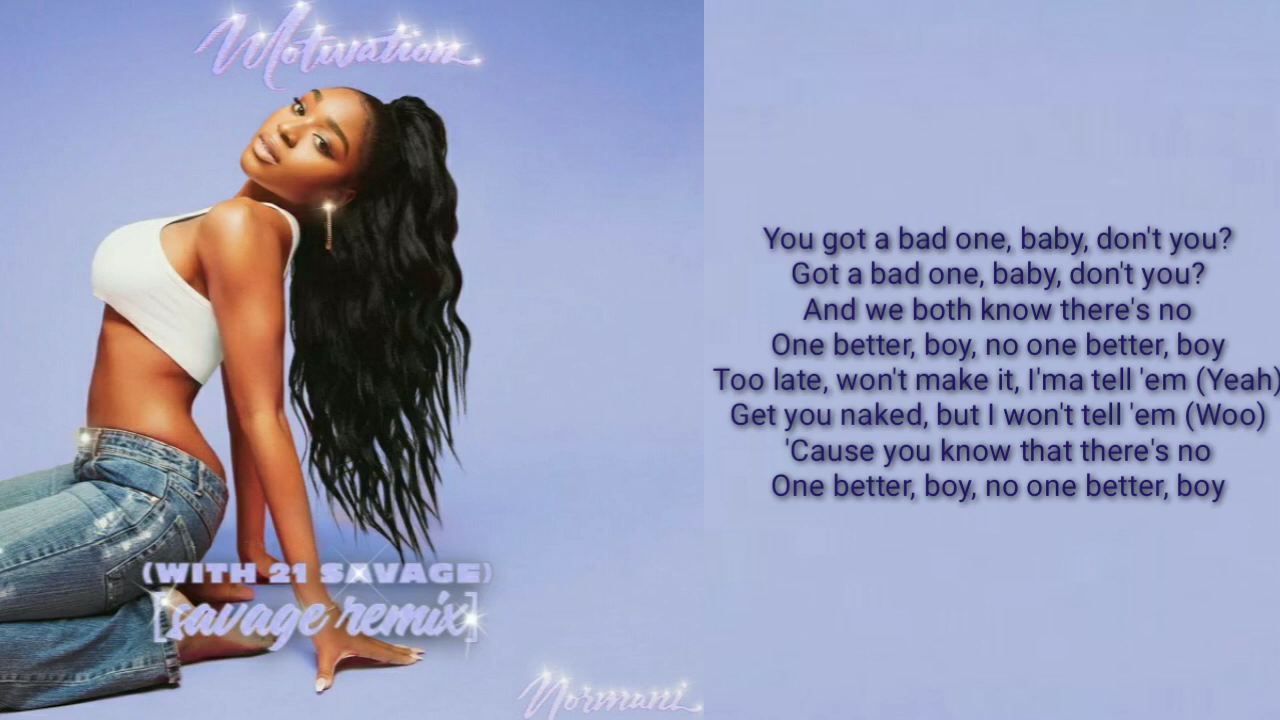 Motivation
(WITH 21 SAVAGE)
[savage remix]
Normani
You got a bad one, baby, don't you?
Got a bad one, baby, don't you?
And we both know there's no
One better, boy, no one better, boy
Too late, won't make it, I'ma tell 'em (Yeah)
Get you naked, but I won't tell 'em (Woo)
'Cause you know that there's no
One better, boy, no one better, boy